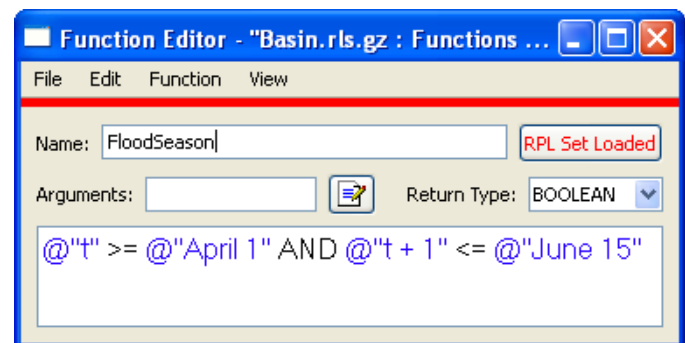 Function Editor - "Basin.rls.gz : Functions ...
File Edit Function View
Name: FloodSeason RPL Set Loaded
Arguments: Return Type: BOOLEAN
@"t" >= @"April 1" AND @"t + 1" <= @"June 15"